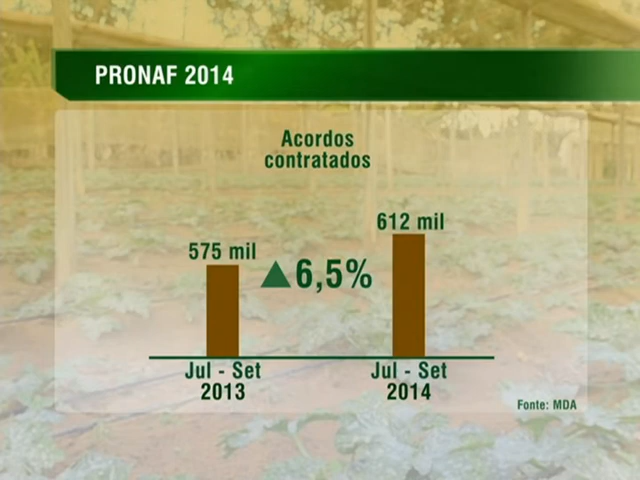 PRONAF 2014
Acordos
contratados
575 mil
▲6,5%
612 mil
Jul - Set
2013
Jul - Set
2014
Fonte: MDA